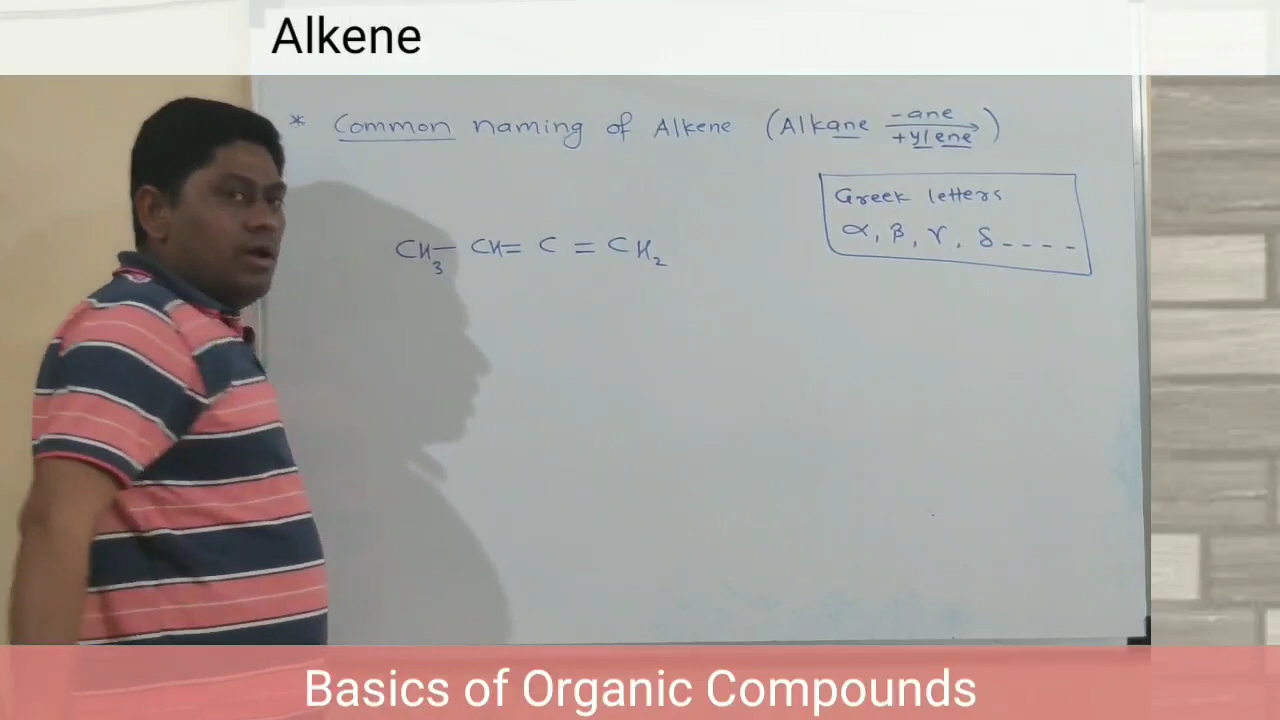 Alkene
* Common naming of Alkene (Alkane -ane/+ylene →)
Greek letters
α, β, γ, δ ----
CH₃— CH= C = CH₂
Basics of Organic Compounds